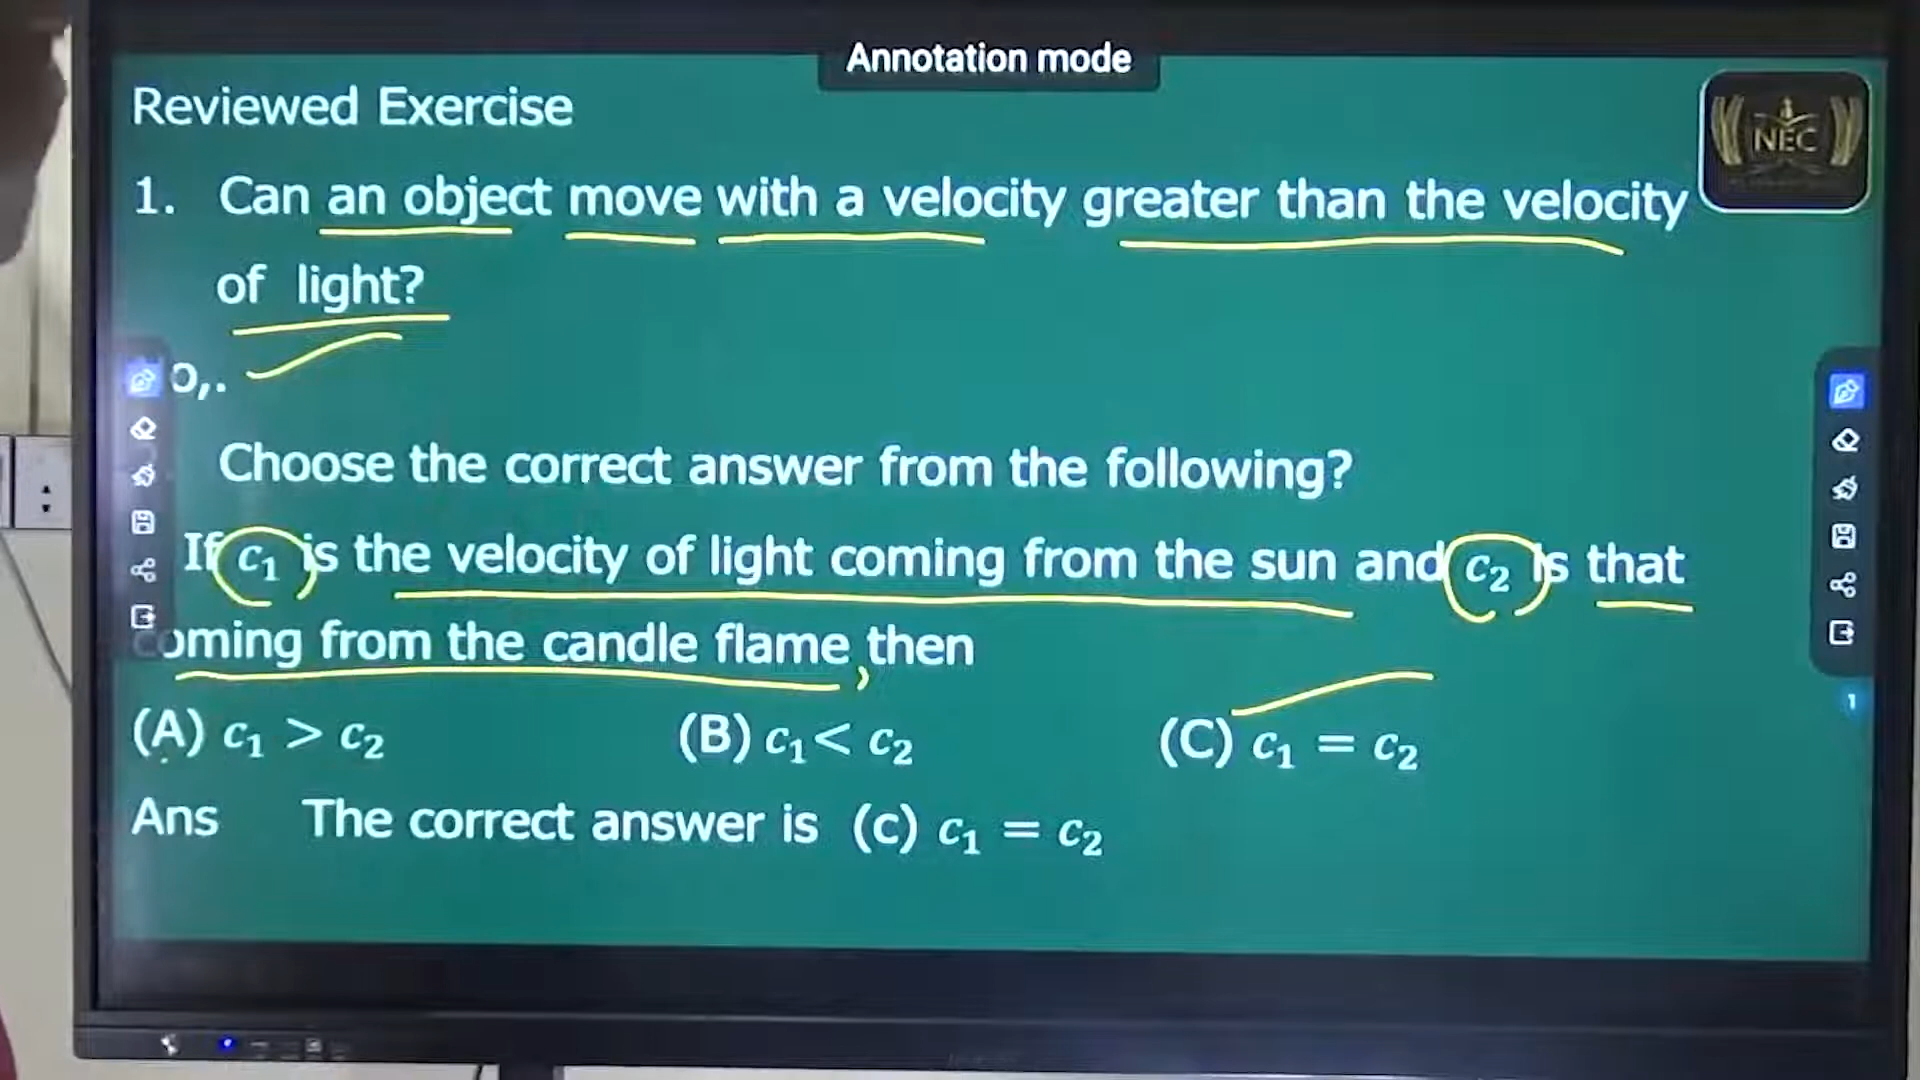 Annotation mode
NEC
Reviewed Exercise
1. Can an object move with a velocity greater than the velocity
of light?
o,.
Choose the correct answer from the following?
If c₁ is the velocity of light coming from the sun and c₂ is that
coming from the candle flame, then
(A) c₁ > c₂ (B) c₁< c₂ (C) c₁ = c₂
Ans The correct answer is (c) c₁ = c₂
1